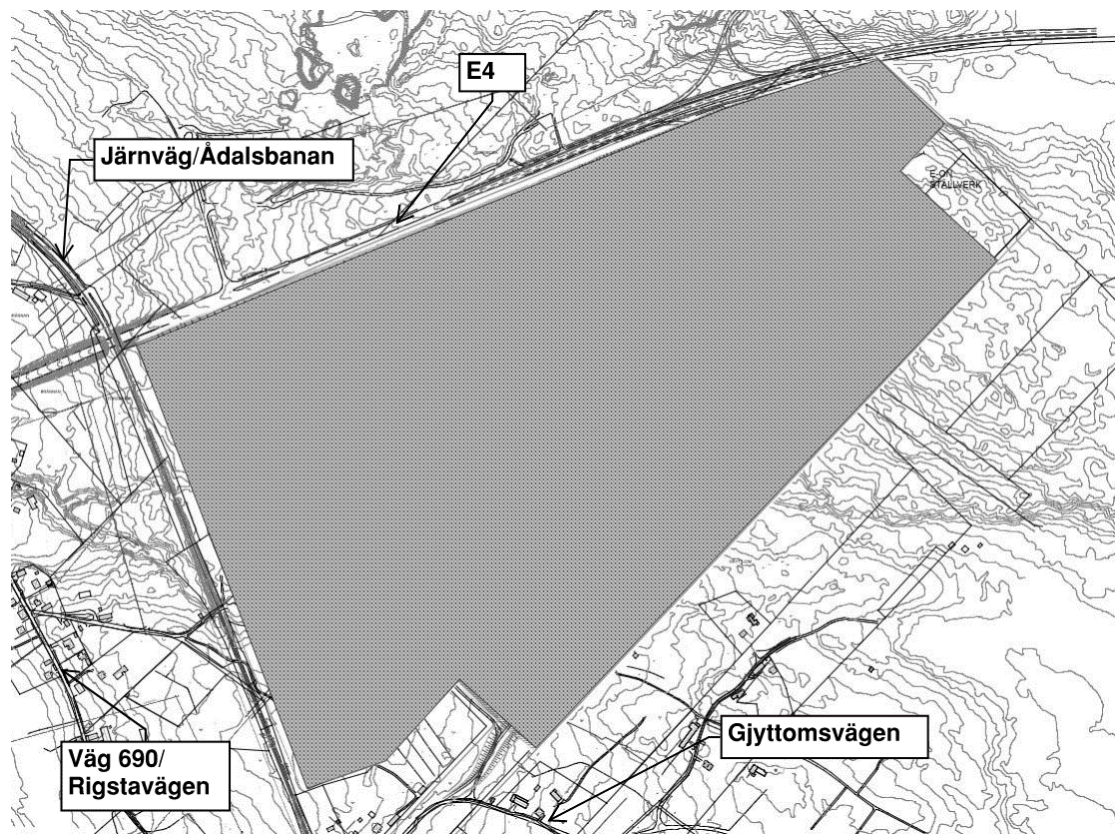 E4
Järnväg/Ådalsbanan
E-ON
STÄLLVERK
Väg 690/
Rigstavägen
Gjyttomsvägen